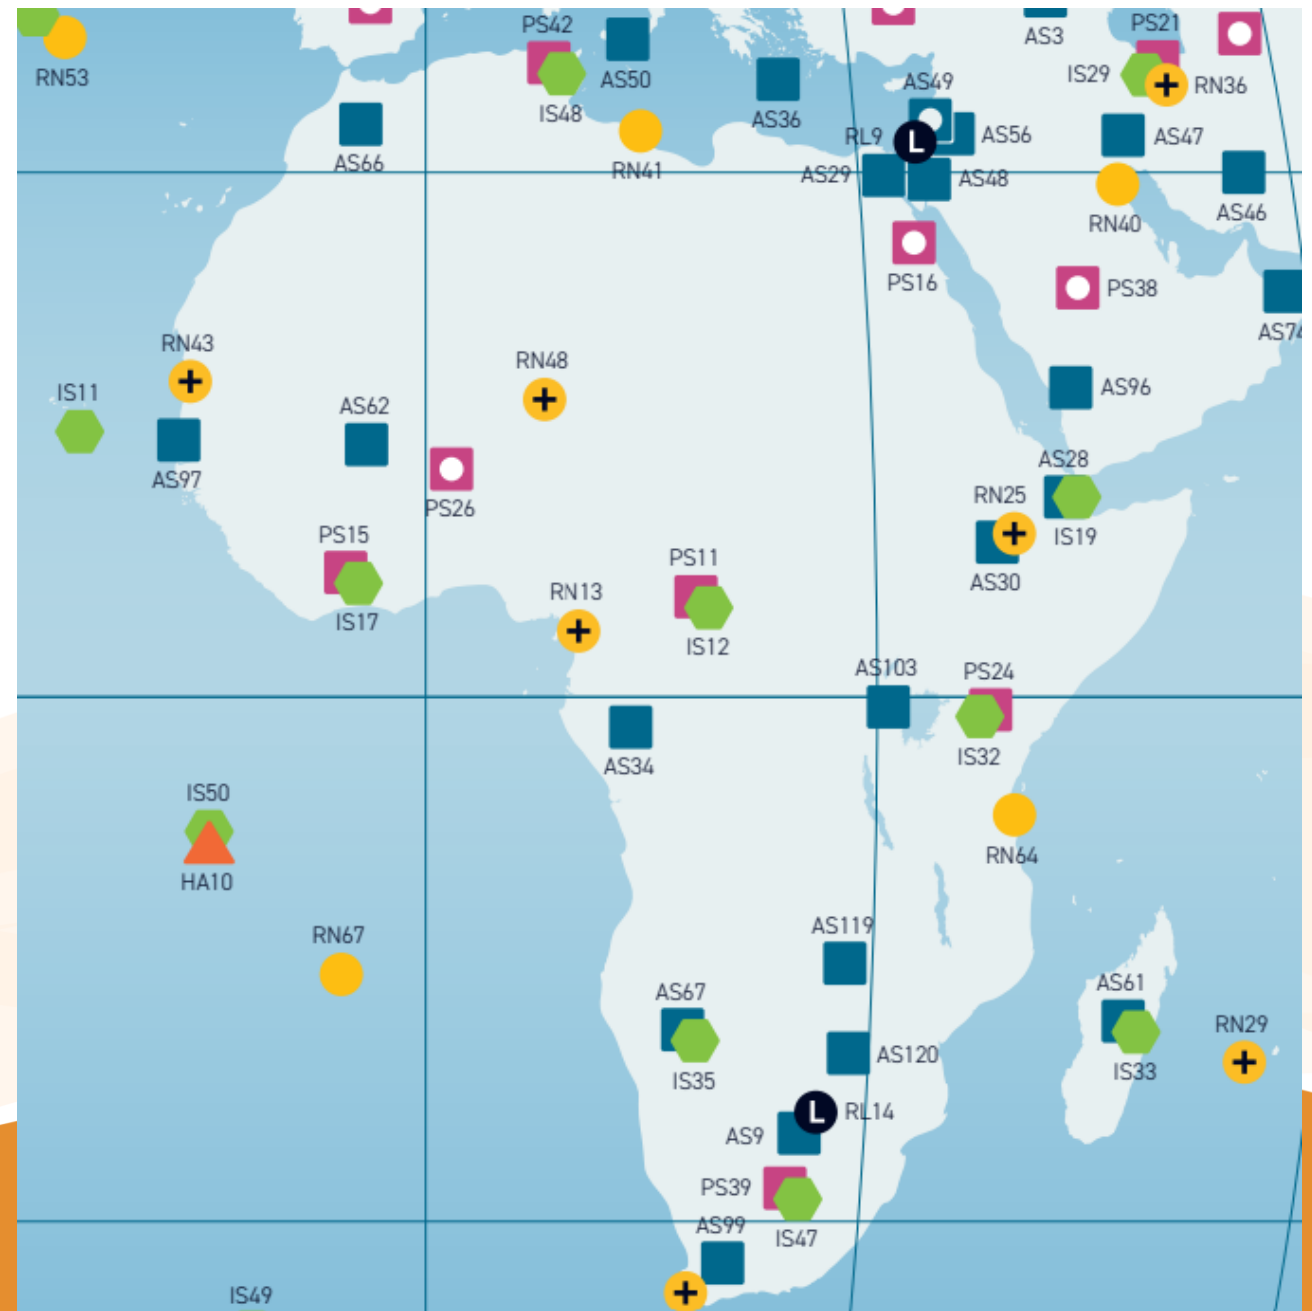 PS42
PS21
AS3
RN53
AS50
IS29
RN36
AS49
IS48
AS36
RL9
L
AS56
AS47
AS66
RN41
AS29
AS48
AS46
RN40
PS16
PS38
AS74
RN43
RN48
IS11
AS62
AS96
AS97
PS26
AS28
RN25
IS19
PS15
PS11
AS30
RN13
IS17
IS12
AS103
PS24
AS34
IS32
IS50
RN64
HA10
RN67
AS119
AS67
AS61
RN29
AS120
IS35
IS33
L
RL14
AS9
PS39
AS99
IS47
IS49